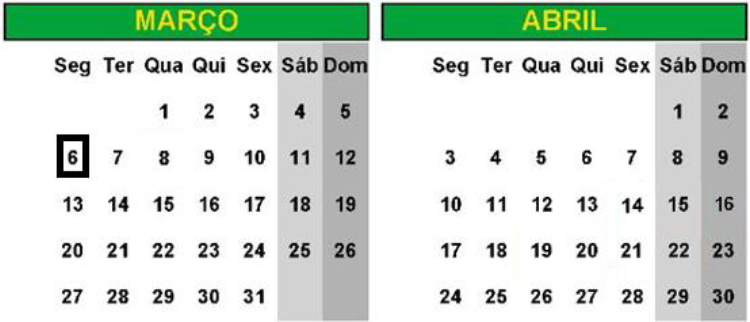 MARÇO
Seg Ter Qua Qui Sex Sáb Dom
1 2 3 4 5
6 7 8 9 10 11 12
13 14 15 16 17 18 19
20 21 22 23 24 25 26
27 28 29 30 31
ABRIL
Seg Ter Qua Qui Sex Sáb Dom
1 2
3 4 5 6 7 8 9
10 11 12 13 14 15 16
17 18 19 20 21 22 23
24 25 26 27 28 29 30